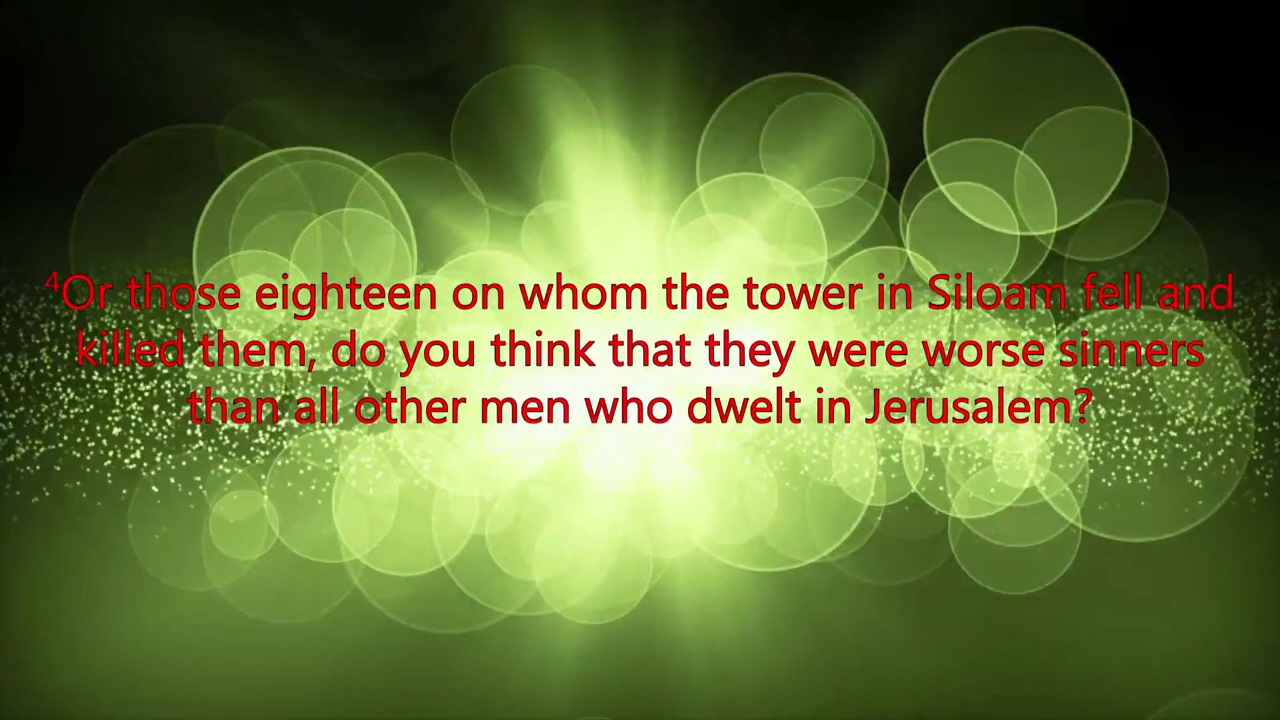 ⁴Or those eighteen on whom the tower in Siloam fell and
killed them, do you think that they were worse sinners
than all other men who dwelt in Jerusalem?